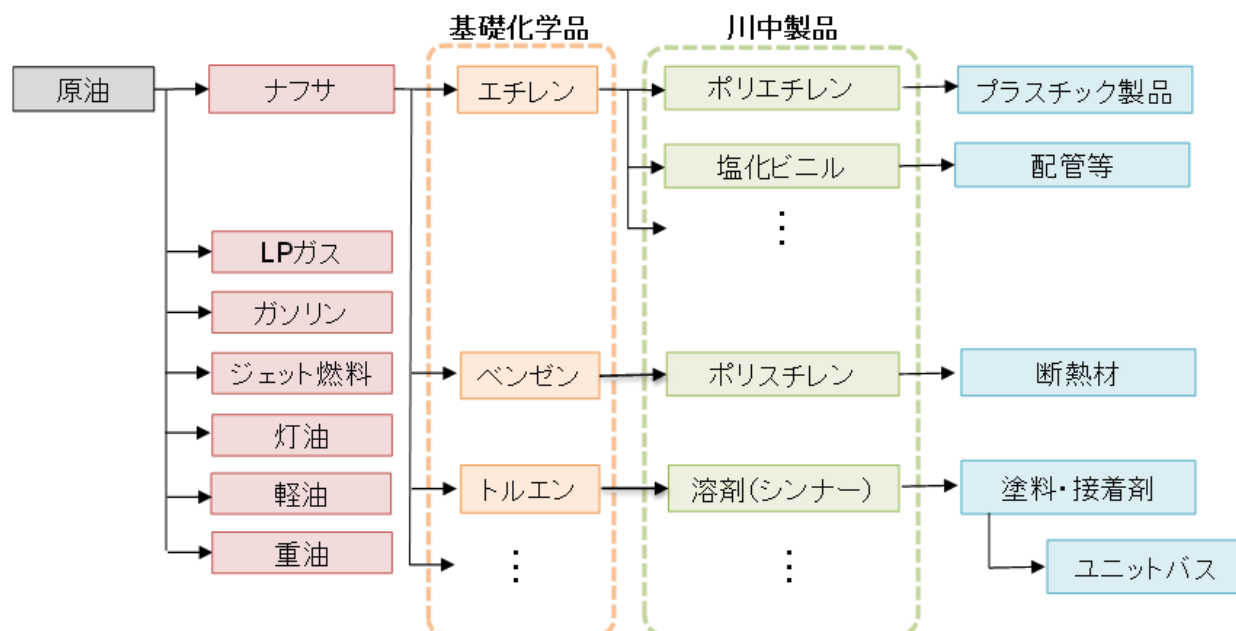 基礎化学品
川中製品
原油
ナフサ
エチレン
ポリエチレン
プラスチック製品
塩化ビニル
配管等
⋮
LPガス
ガソリン
ジェット燃料
ベンゼン
ポリスチレン
断熱材
灯油
軽油
トルエン
溶剤(シンナー)
塗料・接着剤
重油
⋮
⋮
ユニットバス